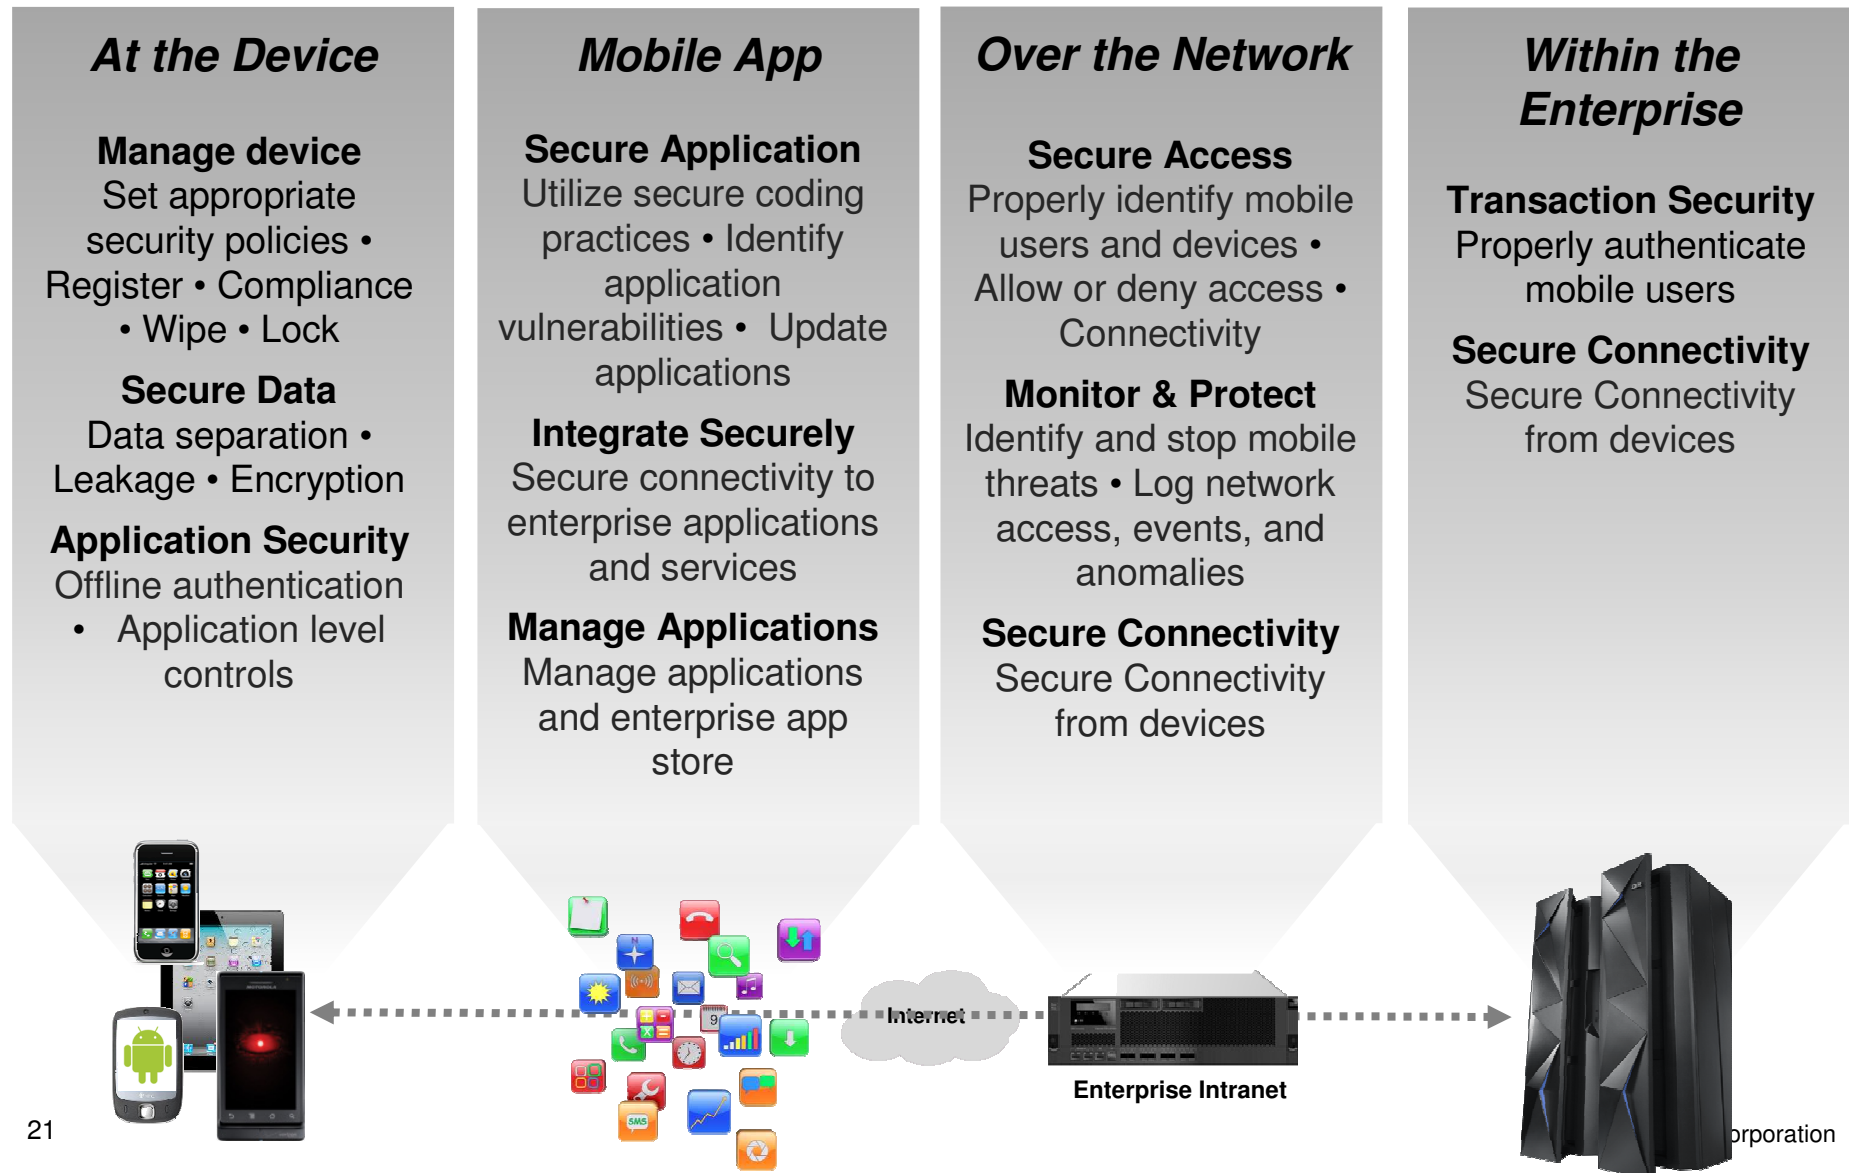 At the Device
Manage device
Set appropriate
security policies •
Register • Compliance
• Wipe • Lock
Secure Data
Data separation •
Leakage • Encryption
Application Security
Offline authentication
• Application level
controls
Mobile App
Secure Application
Utilize secure coding
practices • Identify
application
vulnerabilities • Update
applications
Integrate Securely
Secure connectivity to
enterprise applications
and services
Manage Applications
Manage applications
and enterprise app
store
Over the Network
Secure Access
Properly identify mobile
users and devices •
Allow or deny access •
Connectivity
Monitor & Protect
Identify and stop mobile
threats • Log network
access, events, and
anomalies
Secure Connectivity
Secure Connectivity
from devices
Within the
Enterprise
Transaction Security
Properly authenticate
mobile users
Secure Connectivity
Secure Connectivity
from devices
MOTOROLA
N
9
SMS
Internet
Enterprise Intranet
21
orporation